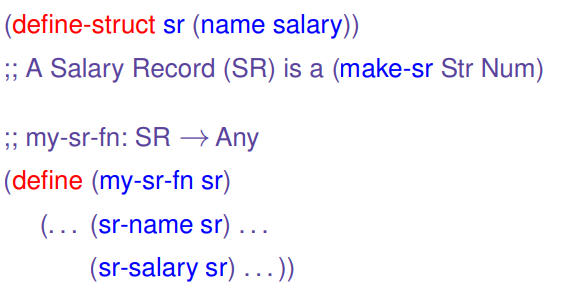 (define-struct sr (name salary))
;; A Salary Record (SR) is a (make-sr Str Num)
;; my-sr-fn: SR → Any
(define (my-sr-fn sr)
(... (sr-name sr) ...
(sr-salary sr) ...))